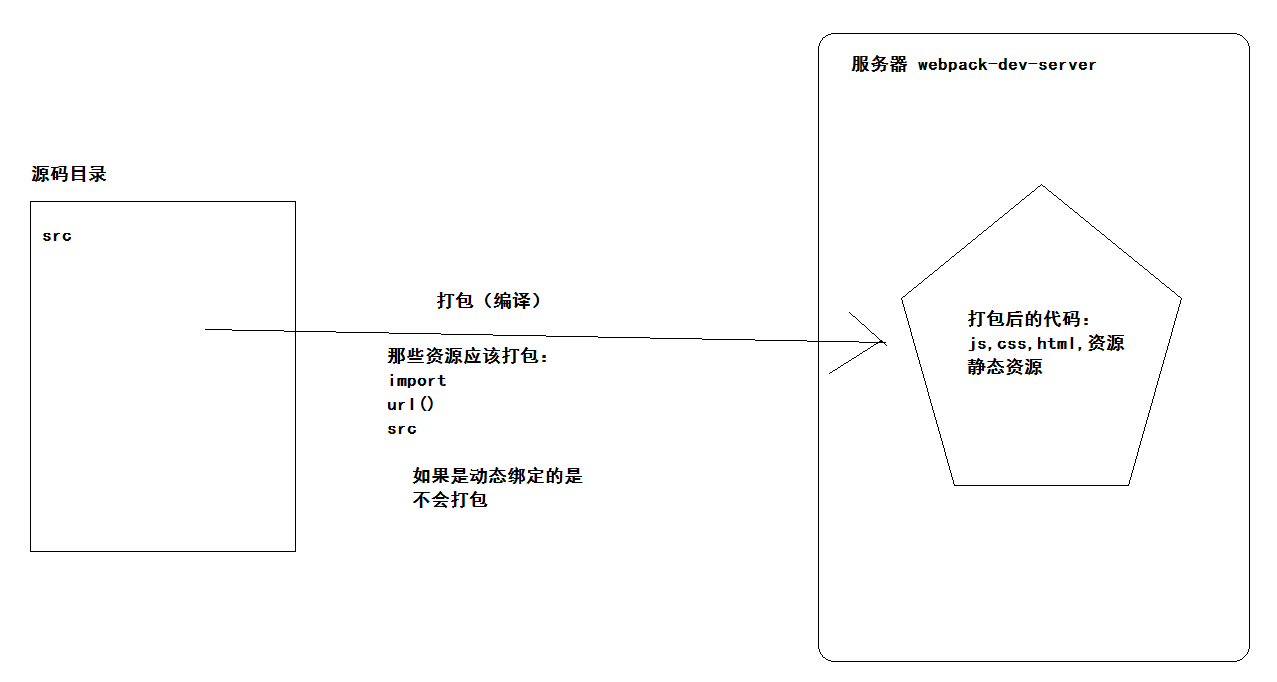 服务器 webpack-dev-server
源码目录
src
打包（编译）
那些资源应该打包：
import
url()
src
如果是动态绑定的是
不会打包
打包后的代码：
js,css,html,资源
静态资源